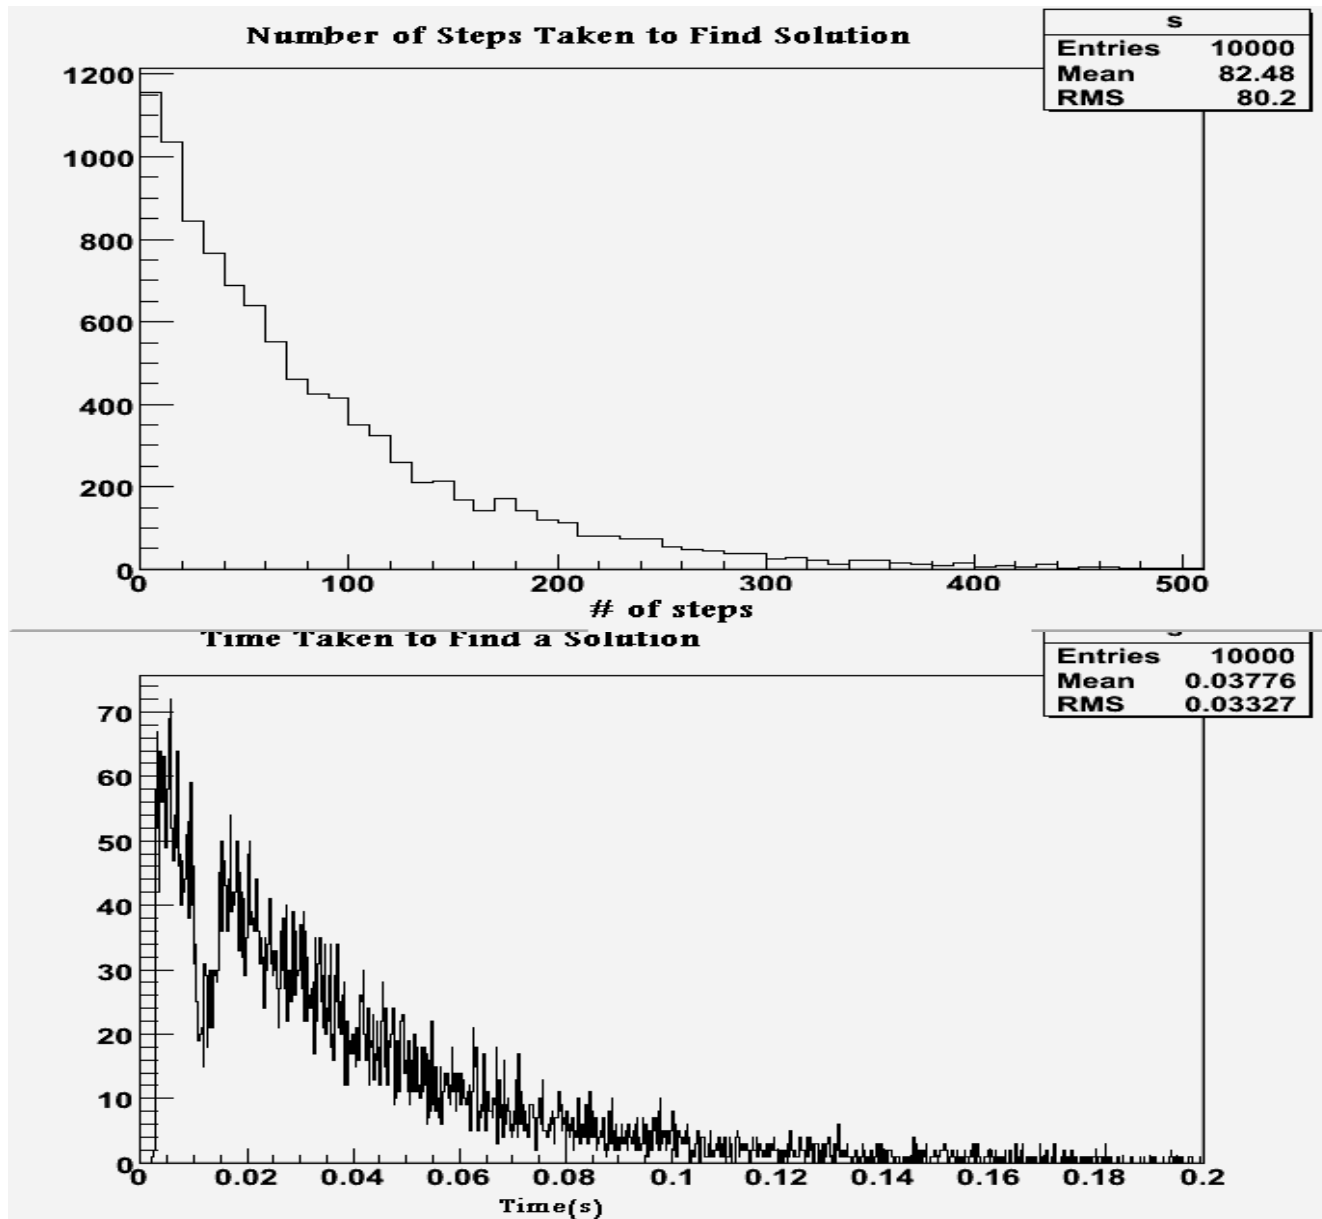 Number of Steps Taken to Find Solution
s
Entries 10000
Mean 82.48
RMS 80.2
1200
1000
800
600
400
200
0
0 100 200 300 400 500
# of steps
Time Taken to Find a Solution
Entries 10000
Mean 0.03776
RMS 0.03327
70
60
50
40
30
20
10
0
0 0.02 0.04 0.06 0.08 0.1 0.12 0.14 0.16 0.18 0.2
Time(s)